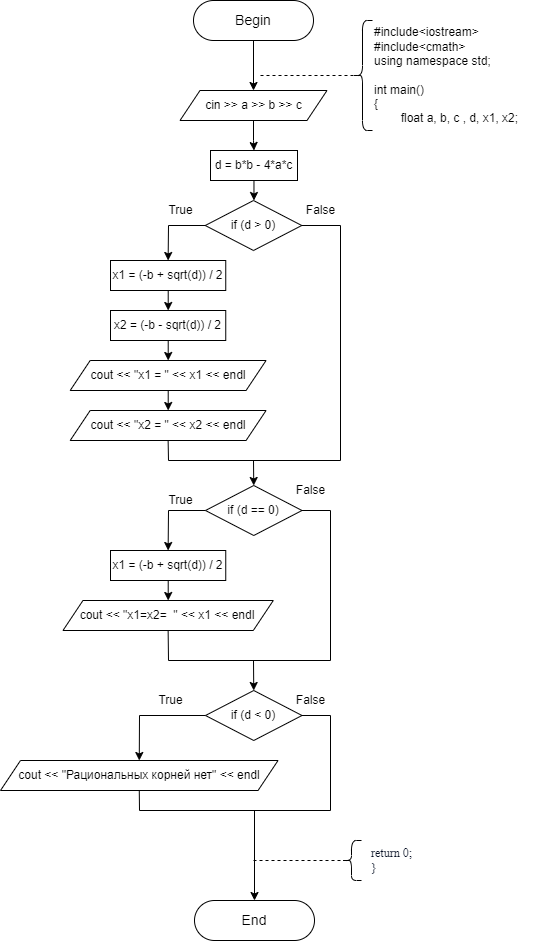 Begin
#include<iostream>
#include<cmath>
using namespace std;
int main()
{
float a, b, c , d, x1, x2;
cin >> a >> b >> c
d = b*b - 4*a*c
True
if (d > 0)
False
x1 = (-b + sqrt(d)) / 2
x2 = (-b - sqrt(d)) / 2
cout << "x1 = " << x1 << endl
cout << "x2 = " << x2 << endl
True
if (d == 0)
False
x1 = (-b + sqrt(d)) / 2
cout << "x1=x2=  " << x1 << endl
True
if (d < 0)
False
cout << "Рациональных корней нет" << endl
return 0;
}
End